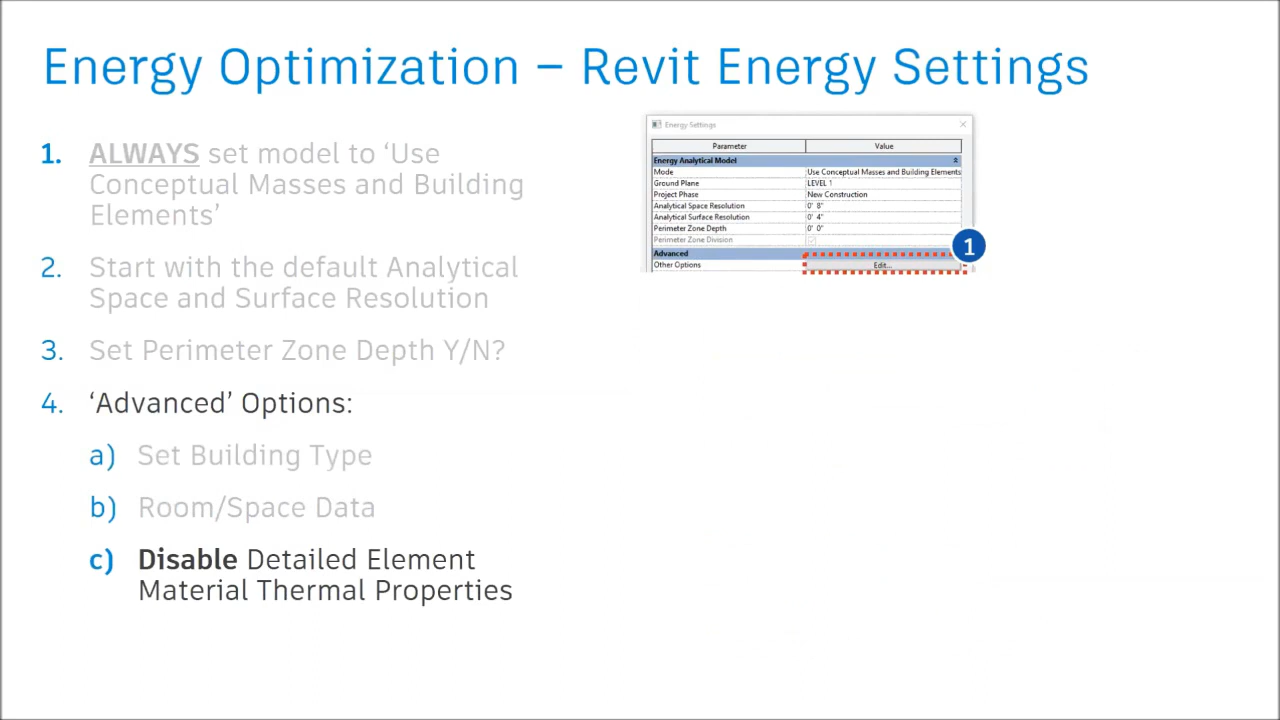 Energy Optimization – Revit Energy Settings
1. ALWAYS set model to ‘Use
Conceptual Masses and Building
Elements’
2. Start with the default Analytical
Space and Surface Resolution
3. Set Perimeter Zone Depth Y/N?
4. ‘Advanced’ Options:
a) Set Building Type
b) Room/Space Data
c) Disable Detailed Element
Material Thermal Properties
Energy Settings
Parameter Value
Energy Analytical Model
Mode Use Conceptual Masses and Building Elements
Ground Plane LEVEL 1
Project Phase New Construction
Analytical Space Resolution 0' 8"
Analytical Surface Resolution 0' 4"
Perimeter Zone Depth 0' 0"
Perimeter Zone Division
Advanced
Other Options Edit...
1